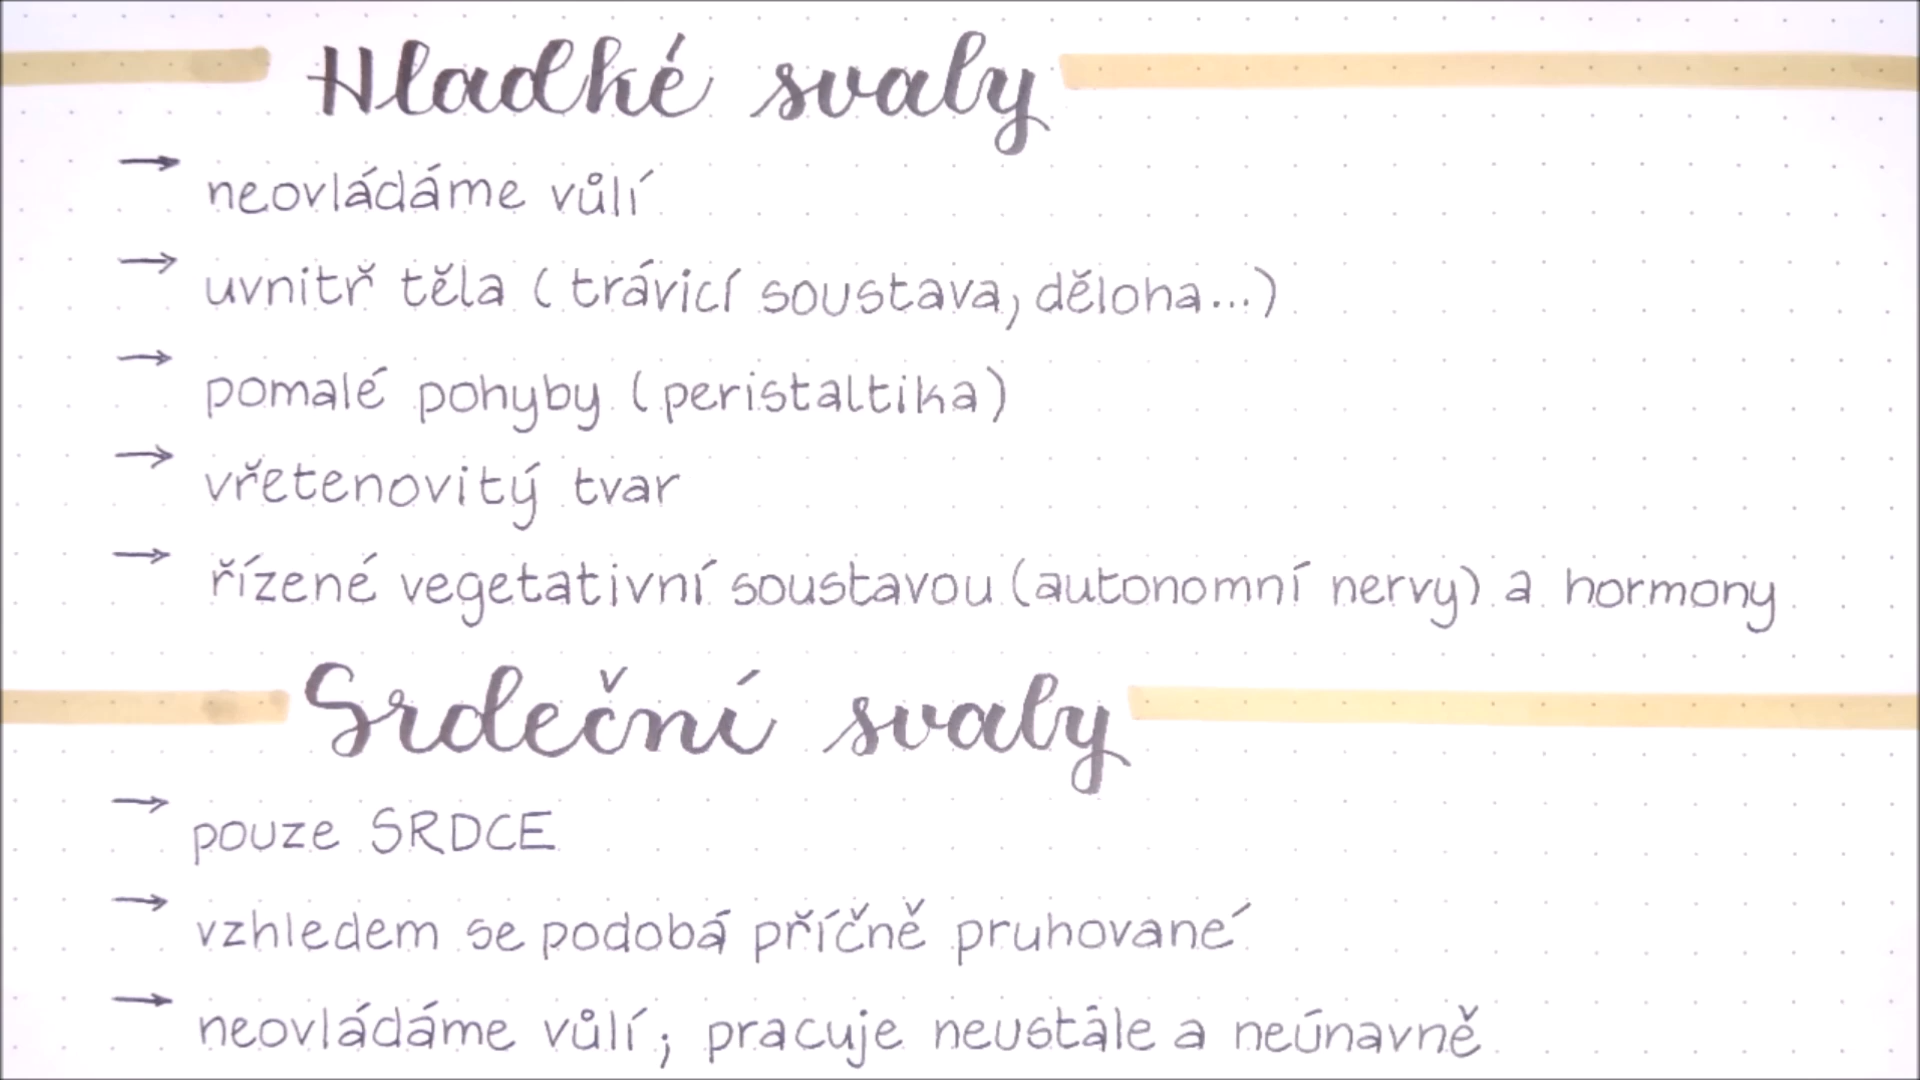 Hladké svaly
→ neovládáme vůlí
→ uvnitř těla (trávicí soustava, děloha...)
→ pomalé pohyby (peristaltika)
→ vřetenovitý tvar
→ řízené vegetativní soustavou (autonomní nervy) a hormony
Srdeční svaly
→ pouze SRDCE
→ vzhledem se podobá příčně pruhované
→ neovládáme vůlí; pracuje neustále a neúnavně